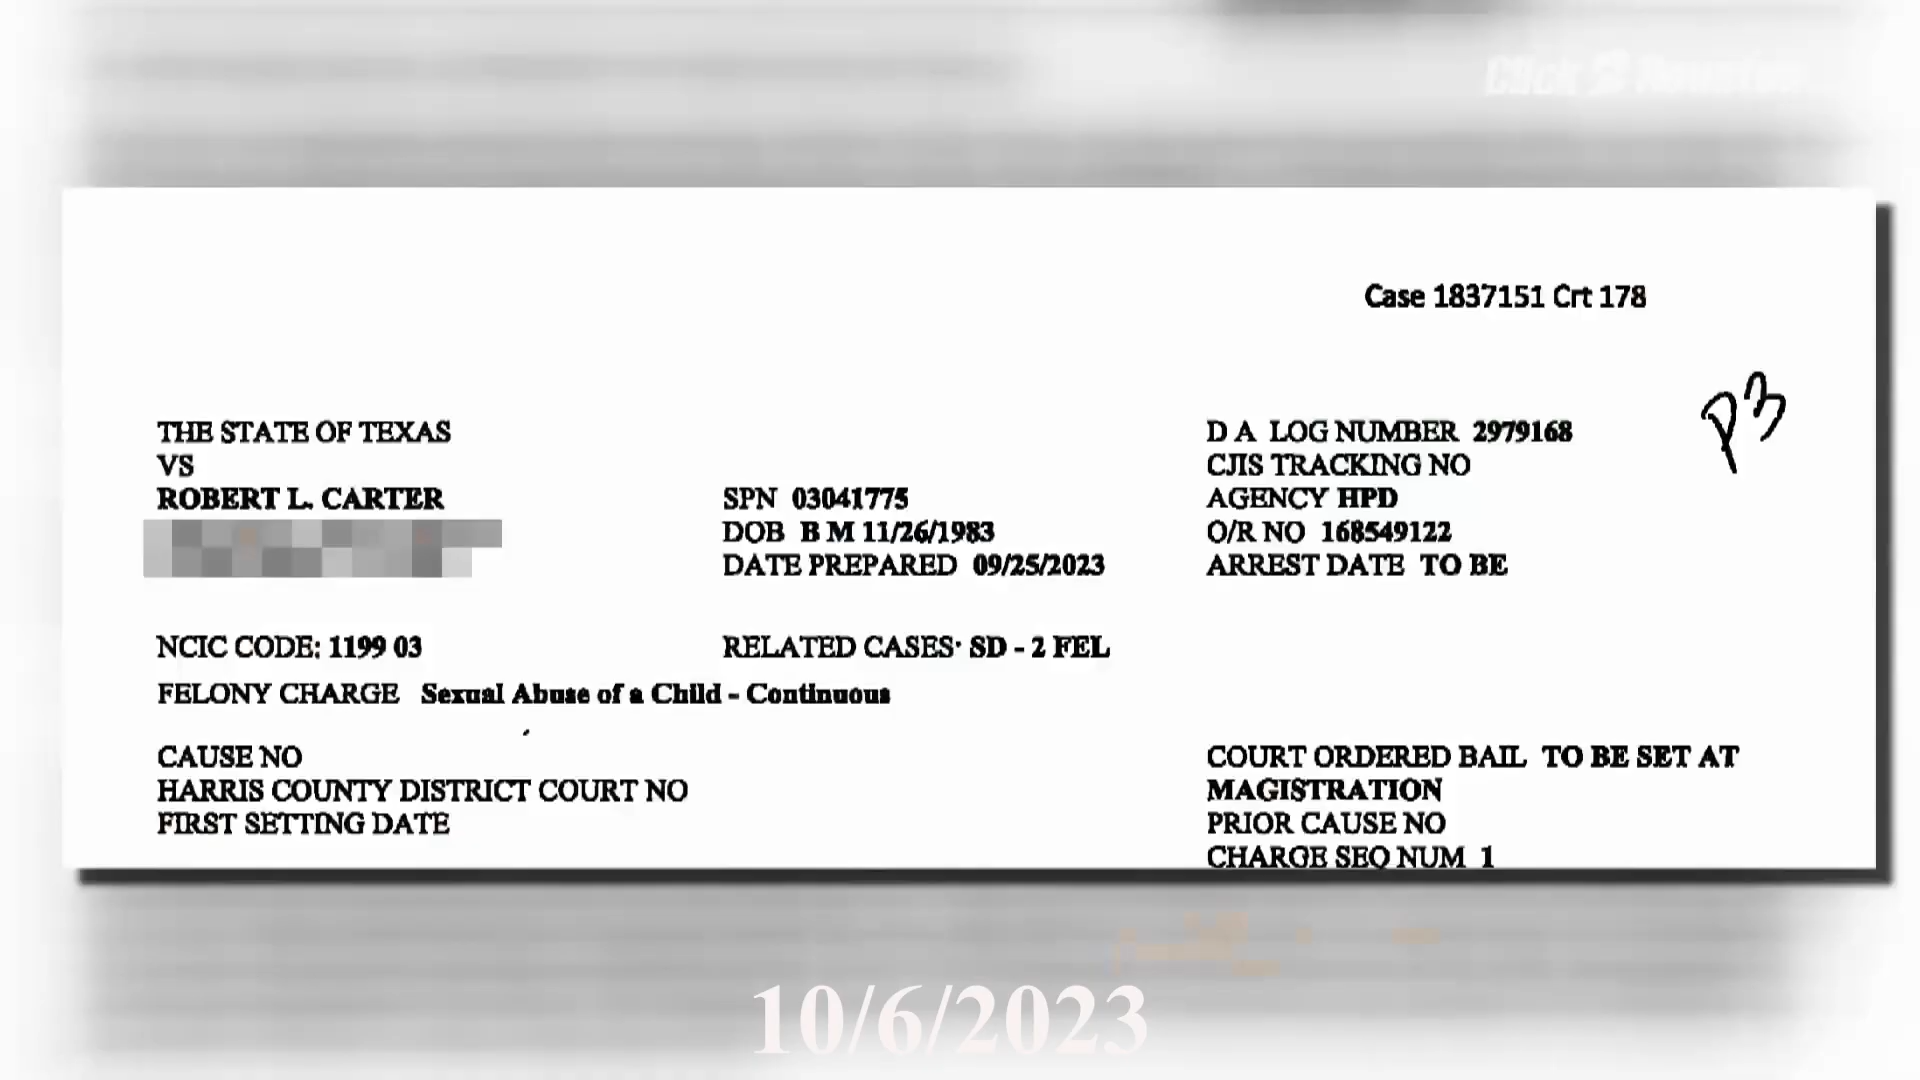 Click 2 Houston
Case 1837151 Crt 178
P3
THE STATE OF TEXAS
VS
ROBERT L. CARTER
D A LOG NUMBER 2979168
CJIS TRACKING NO
SPN 03041775
AGENCY HPD
DOB B M 11/26/1983
O/R NO 168549122
DATE PREPARED 09/25/2023
ARREST DATE TO BE
NCIC CODE: 1199 03
RELATED CASES· SD - 2 FEL
FELONY CHARGE Sexual Abuse of a Child - Continuous
CAUSE NO
HARRIS COUNTY DISTRICT COURT NO
FIRST SETTING DATE
COURT ORDERED BAIL TO BE SET AT
MAGISTRATION
PRIOR CAUSE NO
CHARGE SEQ NUM 1
10/6/2023